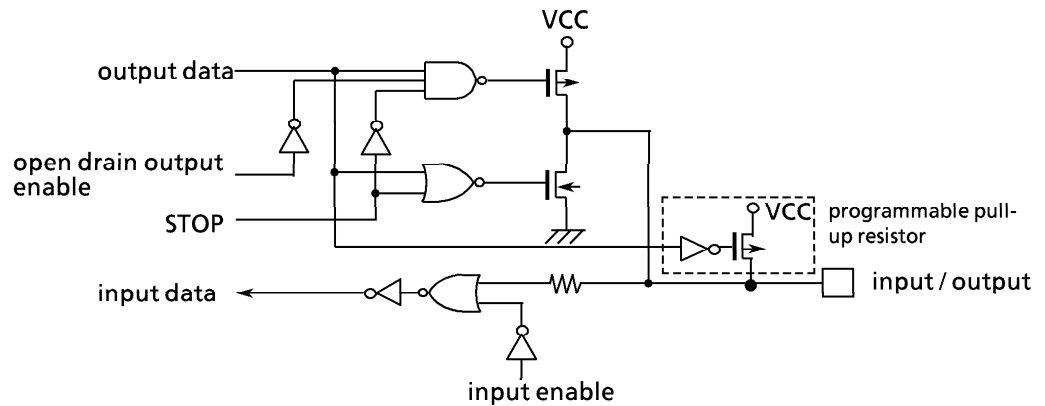 VCC
output data
open drain output
enable
STOP
VCC
programmable pull-
up resistor
input data
input / output
input enable